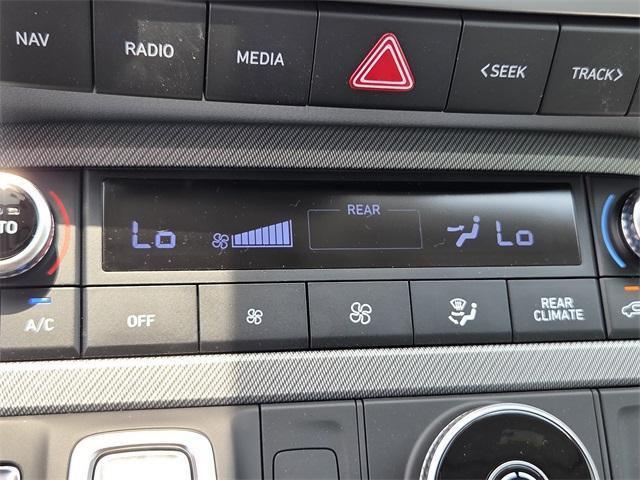 NAV
RADIO
MEDIA
<SEEK
TRACK>
REAR
Lo
Lo
A/C
OFF
REAR
CLIMATE